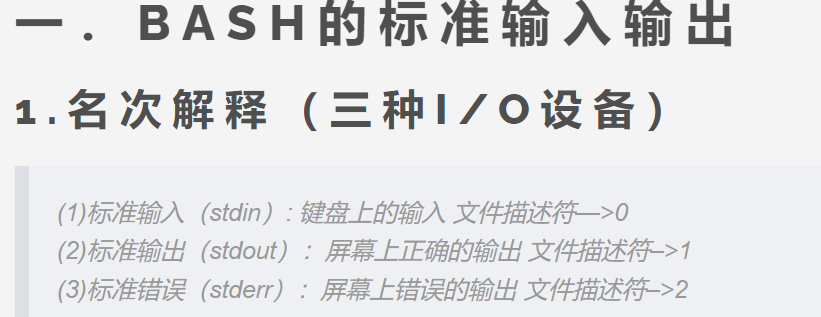 一. BASH的标准输入输出
1.名次解释（三种I/O设备）
(1)标准输入（stdin）: 键盘上的输入 文件描述符—>0
(2)标准输出（stdout）：屏幕上正确的输出 文件描述符–>1
(3)标准错误（stderr）：屏幕上错误的输出 文件描述符–>2